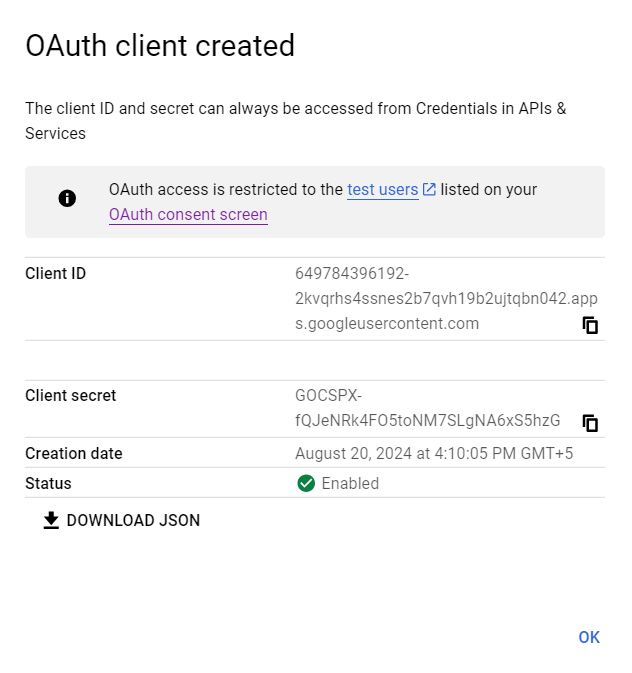 OAuth client created
The client ID and secret can always be accessed from Credentials in APIs &
Services
OAuth access is restricted to the test users listed on your
OAuth consent screen
Client ID
649784396192-
2kvqrhs4ssnes2b7qvh19b2ujtqbn042.app
s.googleusercontent.com
Client secret
GOCSPX-
fQJeNRk4FO5toNM7SLgNA6xS5hzG
Creation date
August 20, 2024 at 4:10:05 PM GMT+5
Status
Enabled
DOWNLOAD JSON
OK